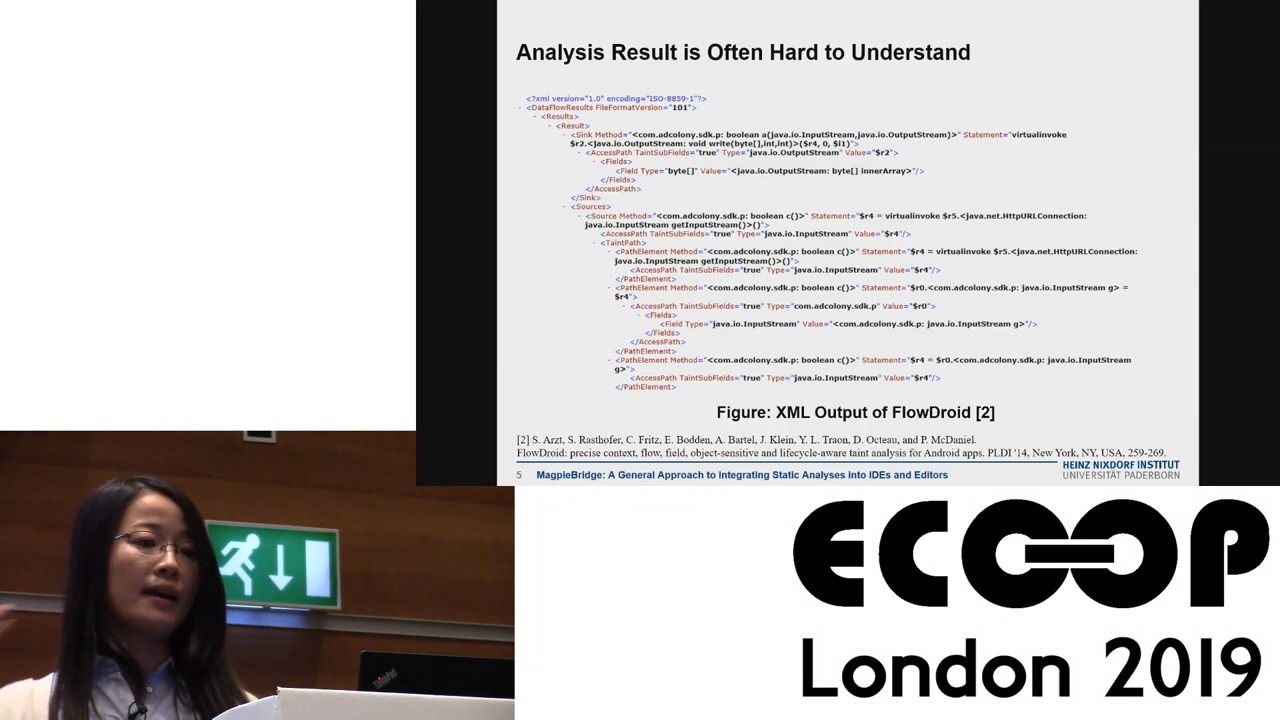 Analysis Result is Often Hard to Understand
<?xml version="1.0" encoding="ISO-8859-1"?>
- <DataFlowResults FileFormatVersion="101">
- <Results>
- <Result>
- <Sink Method="<com.adcolony.sdk.p: boolean a(java.io.InputStream,java.io.OutputStream)>" Statement="virtualinvoke
$r2.<java.io.OutputStream: void write(byte[],int,int)>($r4, 0, $i1)">
- <AccessPath TaintSubFields="true" Type="java.io.OutputStream" Value="$r2">
- <Fields>
<Field Type="byte[]" Value="<java.io.OutputStream: byte[] innerArray>"/>
</Fields>
</AccessPath>
</Sink>
- <Sources>
- <Source Method="<com.adcolony.sdk.p: boolean c()>" Statement="$r4 = virtualinvoke $r5.<java.net.HttpURLConnection:
java.io.InputStream getInputStream()>()">
<AccessPath TaintSubFields="true" Type="java.io.InputStream" Value="$r4"/>
- <TaintPath>
- <PathElement Method="<com.adcolony.sdk.p: boolean c()>" Statement="$r4 = virtualinvoke $r5.<java.net.HttpURLConnection:
java.io.InputStream getInputStream()>()">
<AccessPath TaintSubFields="true" Type="java.io.InputStream" Value="$r4"/>
</PathElement>
- <PathElement Method="<com.adcolony.sdk.p: boolean c()>" Statement="$r0.<com.adcolony.sdk.p: java.io.InputStream g> =
$r4">
- <AccessPath TaintSubFields="true" Type="com.adcolony.sdk.p" Value="$r0">
- <Fields>
<Field Type="java.io.InputStream" Value="<com.adcolony.sdk.p: java.io.InputStream g>"/>
</Fields>
</AccessPath>
</PathElement>
- <PathElement Method="<com.adcolony.sdk.p: boolean c()>" Statement="$r4 = $r0.<com.adcolony.sdk.p: java.io.InputStream
g>">
<AccessPath TaintSubFields="true" Type="java.io.InputStream" Value="$r4"/>
</PathElement>
Figure: XML Output of FlowDroid [2]
[2] S. Arzt, S. Rasthofer, C. Fritz, E. Bodden, A. Bartel, J. Klein, Y. L. Traon, D. Octeau, and P. McDaniel.
FlowDroid: precise context, flow, field, object-sensitive and lifecycle-aware taint analysis for Android apps. PLDI '14, New York, NY, USA, 259-269.
5 MagpieBridge: A General Approach to Integrating Static Analyses into IDEs and Editors
HEINZ NIXDORF INSTITUT
UNIVERSITÄT PADERBORN
ThinkPad
ECOOP
London 2019